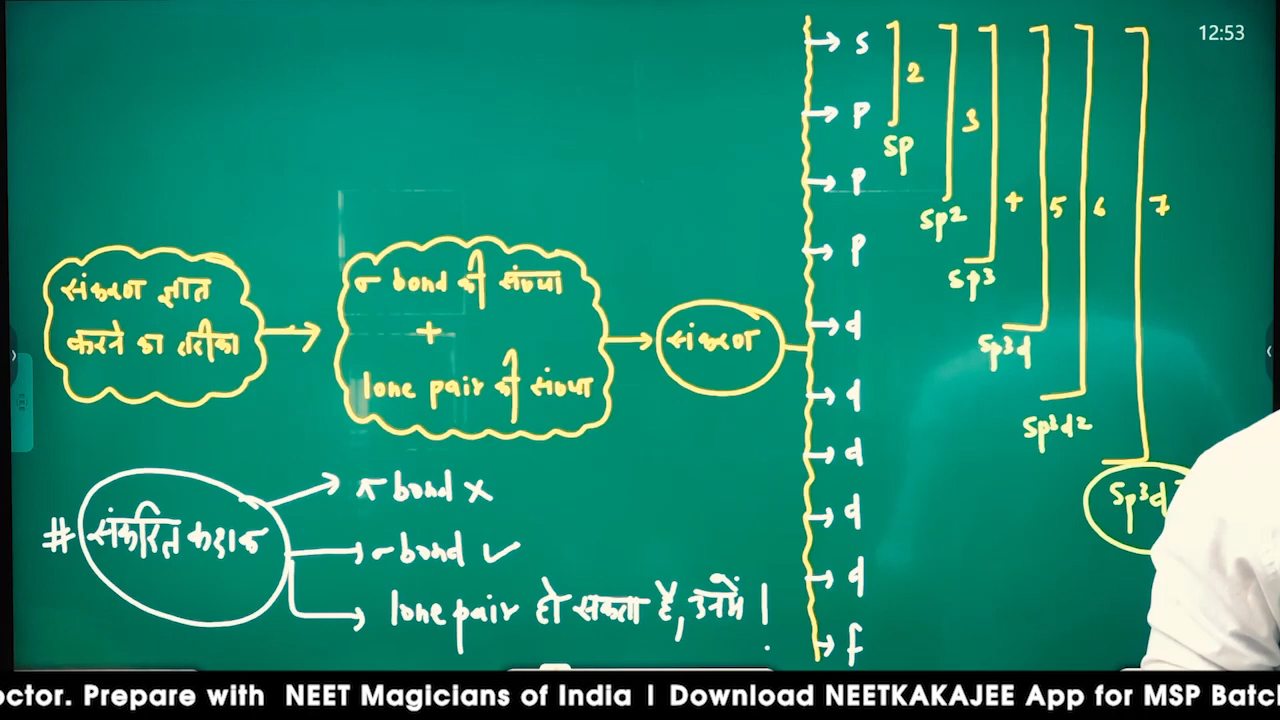 12:53
संकरण ज्ञात
करने का तरीका
σ bond की संख्या
+
lone pair की संख्या
संकरण
s
p
p
p
d
d
d
d
d
f
2
sp
3
sp2
4
sp3
5
sp3d
6
sp3d2
7
sp3d
# संकरित कक्षक
π bond ×
σ bond ✓
lone pair हो सकता है, उनमें।
octor. Prepare with NEET Magicians of India I Download NEETKAKAJEE App for MSP Batc